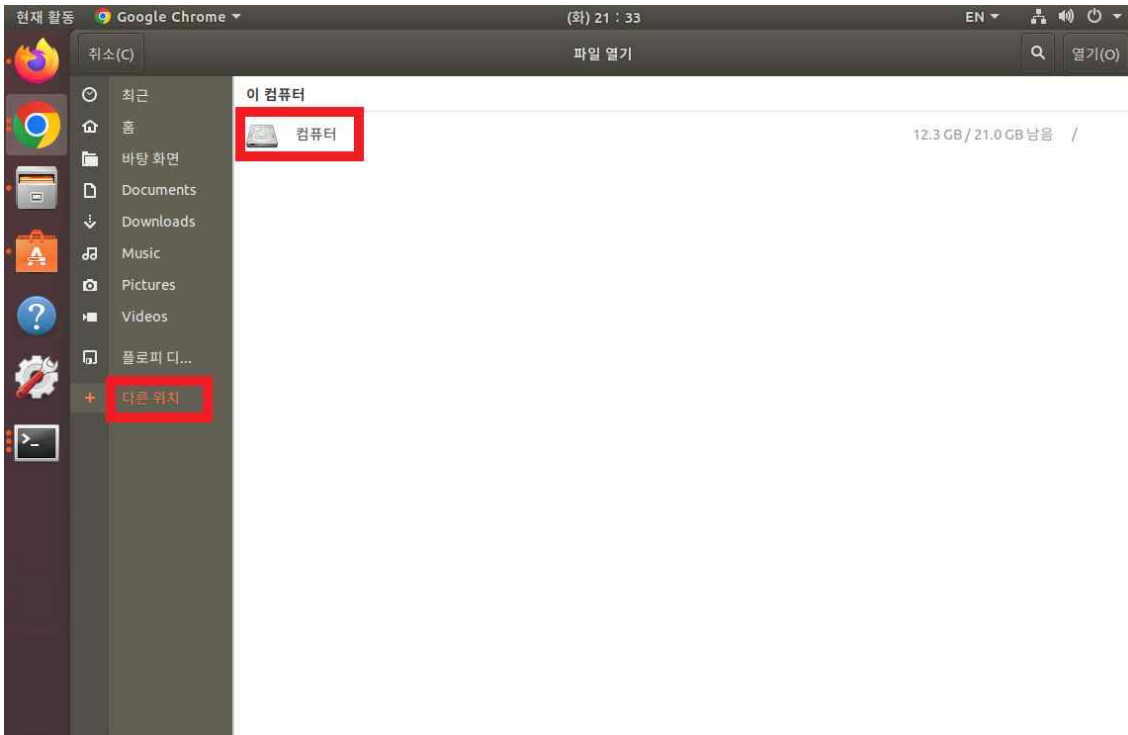 현재 활동 Google Chrome (화) 21 : 33 EN
취소(C) 파일 열기 열기(O)
최근
홈
바탕 화면
Documents
Downloads
Music
Pictures
Videos
플로피 디...
+ 다른 위치
이 컴퓨터
컴퓨터 12.3 GB / 21.0 GB 남음 /